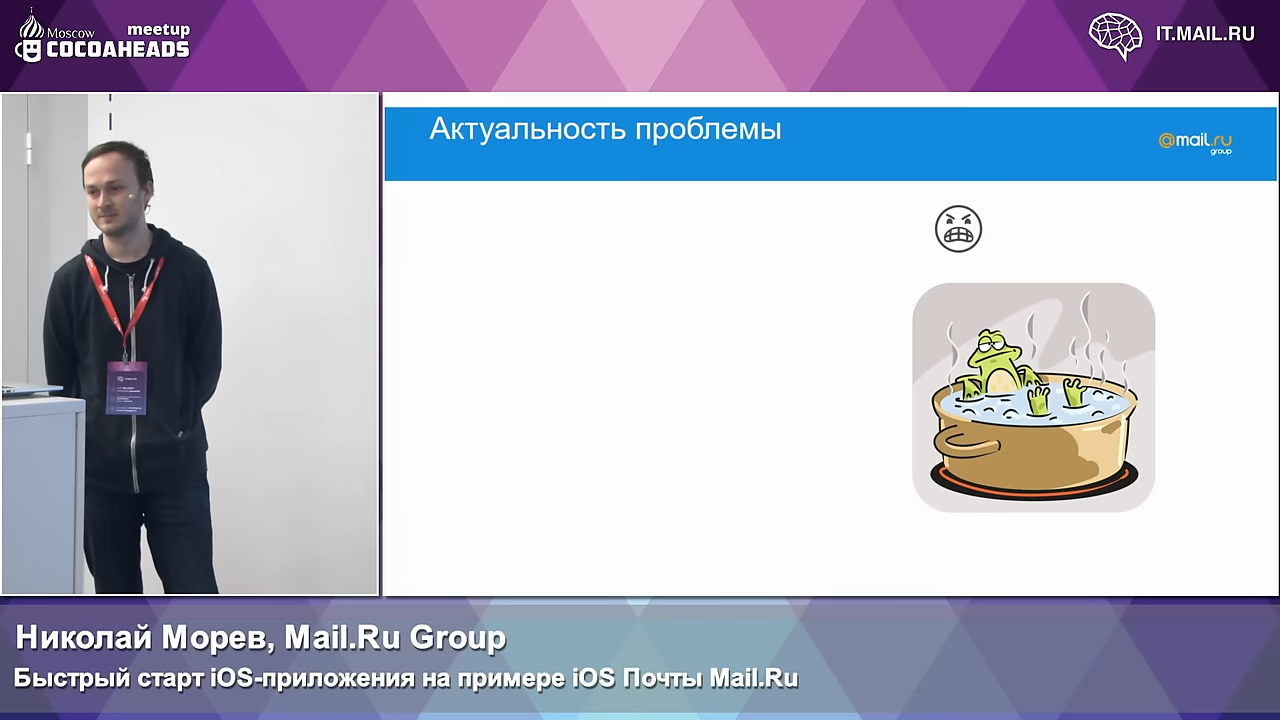 Moscow
meetup
COCOAHEADS
IT.MAIL.RU
Актуальность проблемы
@mail.ru
group
Николай Морев, Mail.Ru Group
Быстрый старт iOS-приложения на примере iOS Почты Mail.Ru